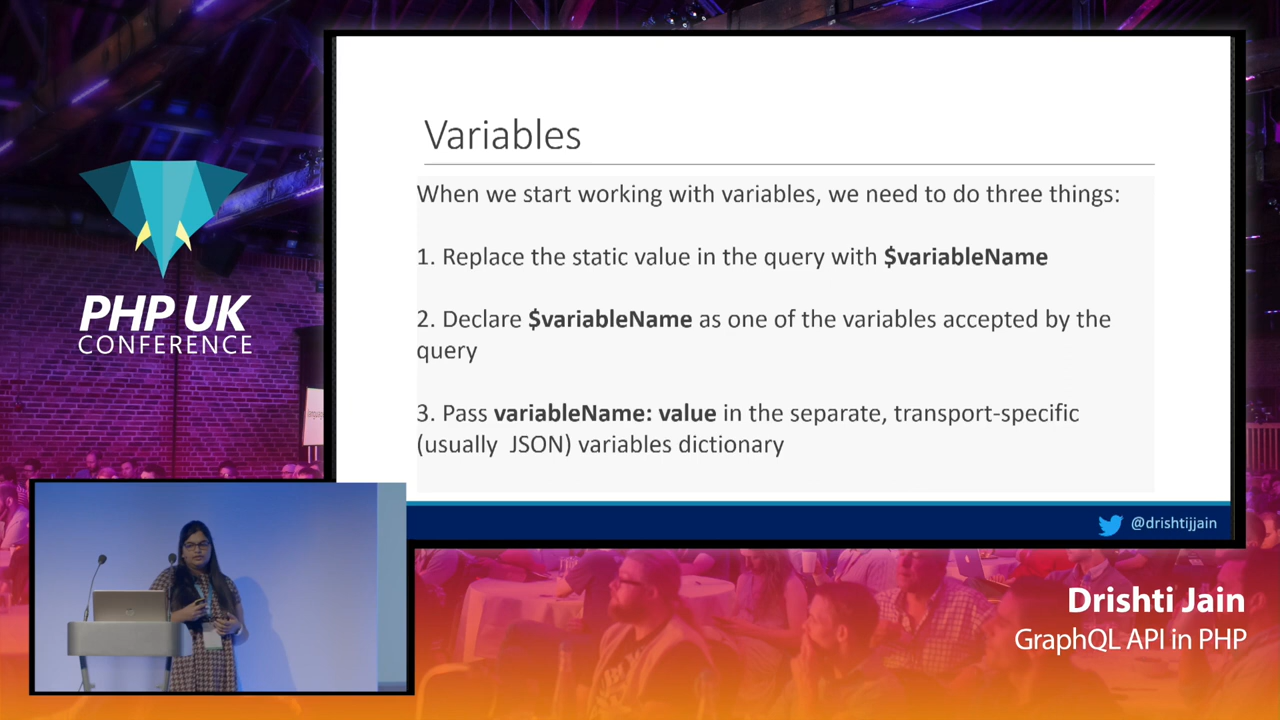 PHP UK
CONFERENCE
Variables
When we start working with variables, we need to do three things:
1. Replace the static value in the query with $variableName
2. Declare $variableName as one of the variables accepted by the
query
3. Pass variableName: value in the separate, transport-specific
(usually JSON) variables dictionary
@drishtijjain
Drishti Jain
GraphQL API in PHP